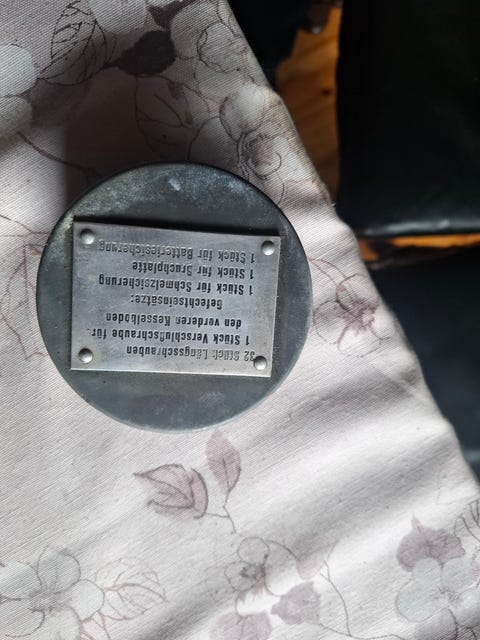 32 Stück Längsschrauben
1 Stück Verschlußschraube für
den vorderen Kesselboden
Gefechtseinsätze:
1 Stück für Schmelzsicherung
1 Stück für Druckplatte
1 Stück für Batteriesicherung